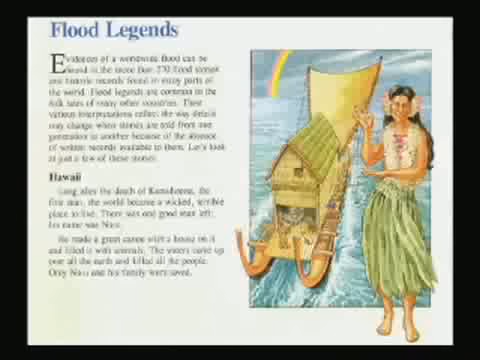 Flood Legends
Evidences of a worldwide flood can be
found in the more than 270 flood stories
and historic records found in many parts of
the world. Flood legends are common in the
folk tales of many other countries. Their
various interpretations reflect the way details
may change when stories are told from one
generation to another because of the absence
of written records available to them. Let's look
at just a few of these stories.
Hawaii
Long after the death of the
first man, the world became a wicked, terrible
place to live. There was one good man left;
his name was
He made a great canoe with a house on it
and filled it with animals. The waters came up
over all the earth and killed all the people.
Only and his family were saved.